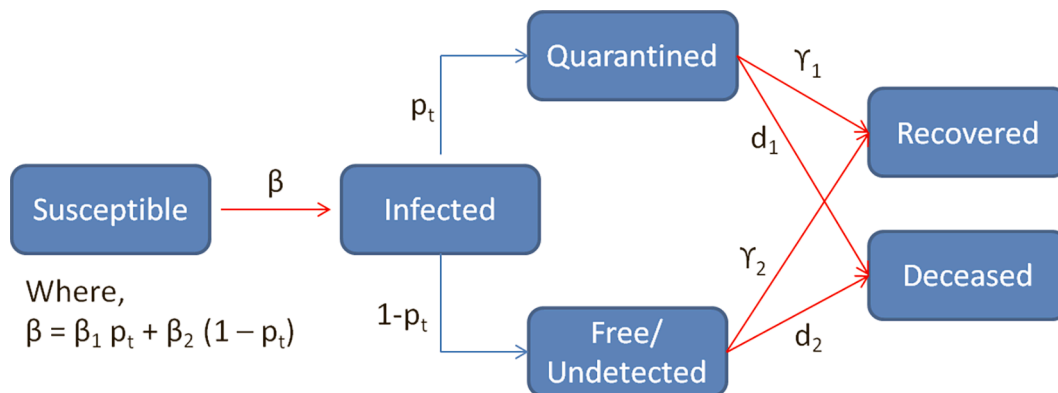 Quarantined
ϒ₁
pₜ
d₁
Recovered
β
Susceptible
Infected
ϒ₂
Deceased
Where,
β = β₁ pₜ + β₂ (1 – pₜ)
1-pₜ
Free/
Undetected
d₂